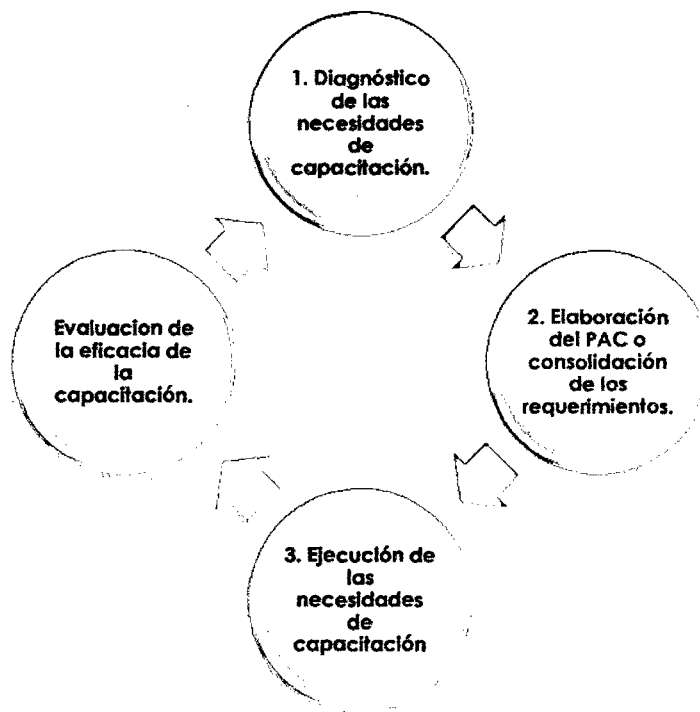 1. Diagnóstico
de las
necesidades
de
capacitación.
2. Elaboración
del PAC o
consolidación
de los
requerimientos.
3. Ejecución de
las
necesidades
de
capacitación
Evaluacion de
la eficacia de
la
capacitación.